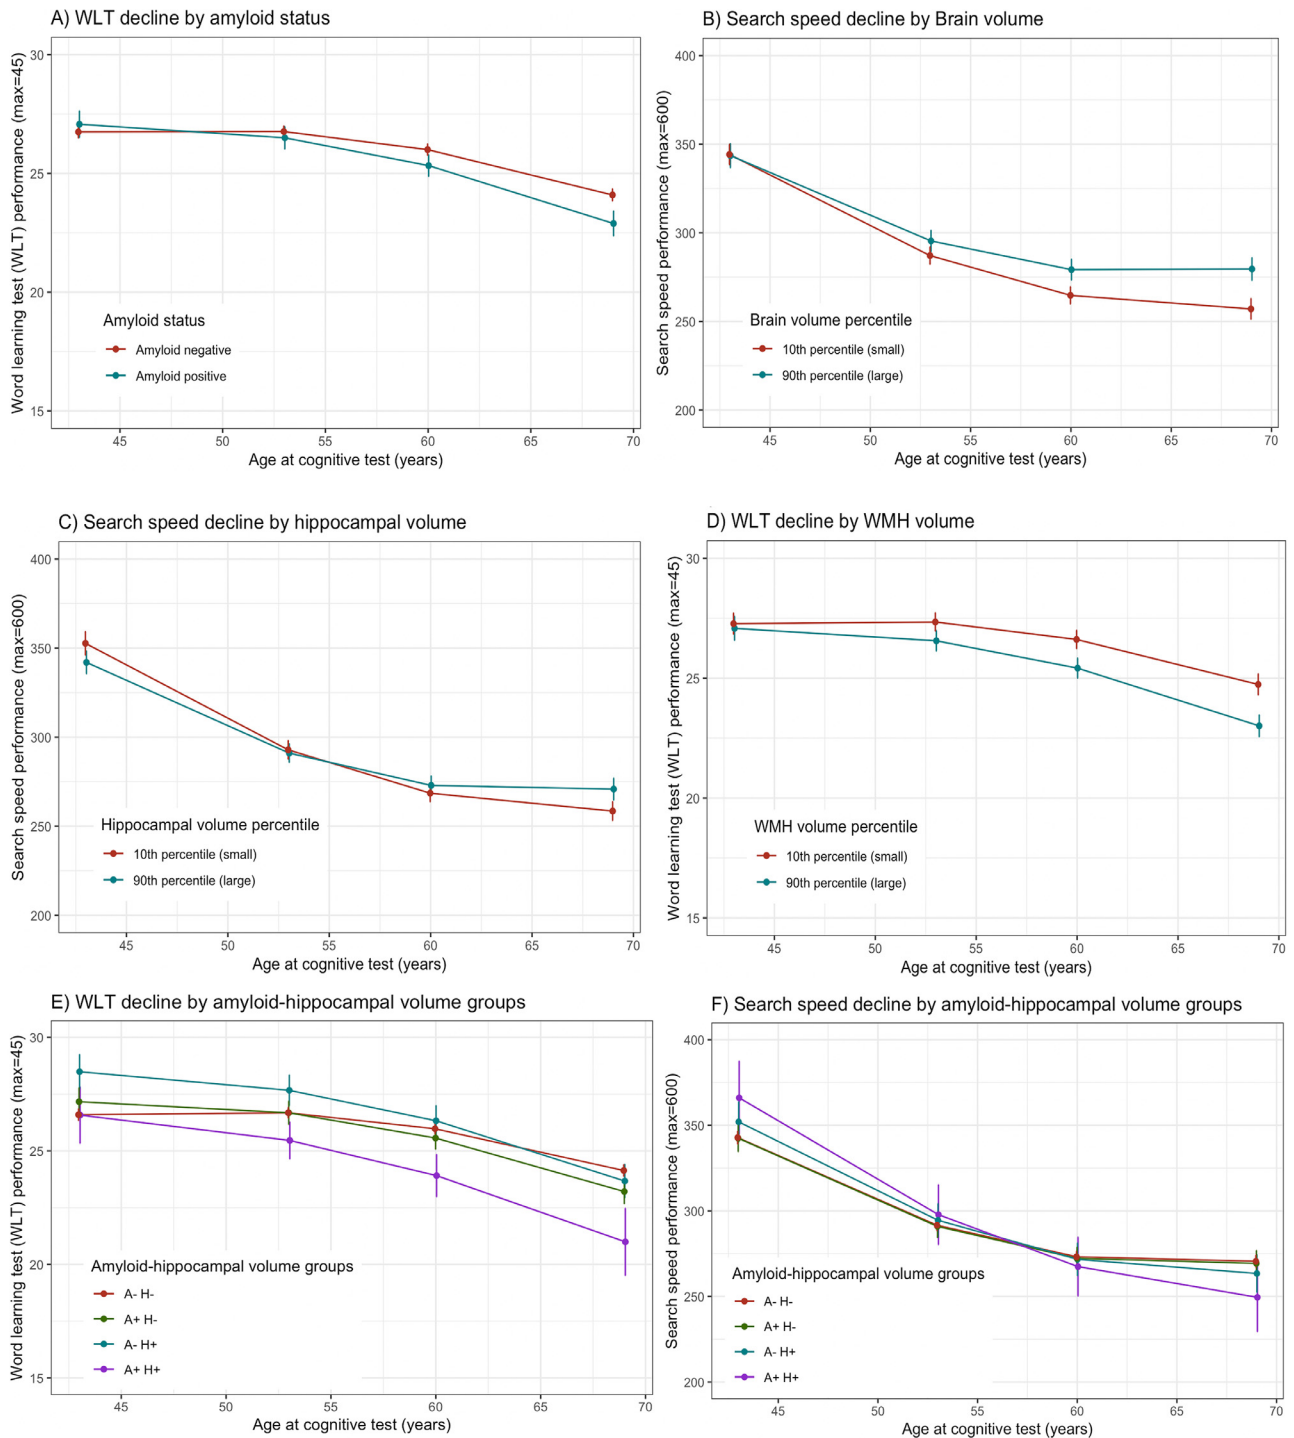 A) WLT decline by amyloid status
Word learning test (WLT) performance (max=45)
30
25
20
15
Amyloid status
Amyloid negative
Amyloid positive
45 50 55 60 65 70
Age at cognitive test (years)
B) Search speed decline by Brain volume
Search speed performance (max=600)
400
350
300
250
200
Brain volume percentile
10th percentile (small)
90th percentile (large)
45 50 55 60 65 70
Age at cognitive test (years)
C) Search speed decline by hippocampal volume
Search speed performance (max=600)
400
350
300
250
200
Hippocampal volume percentile
10th percentile (small)
90th percentile (large)
45 50 55 60 65 70
Age at cognitive test (years)
D) WLT decline by WMH volume
Word learning test (WLT) performance (max=45)
30
25
20
15
WMH volume percentile
10th percentile (small)
90th percentile (large)
45 50 55 60 65 70
Age at cognitive test (years)
E) WLT decline by amyloid-hippocampal volume groups
Word learning test (WLT) performance (max=45)
30
25
20
15
Amyloid-hippocampal volume groups
A- H-
A+ H-
A- H+
A+ H+
45 50 55 60 65 70
Age at cognitive test (years)
F) Search speed decline by amyloid-hippocampal volume groups
Search speed performance (max=600)
400
350
300
250
200
Amyloid-hippocampal volume groups
A- H-
A+ H-
A- H+
A+ H+
45 50 55 60 65 70
Age at cognitive test (years)